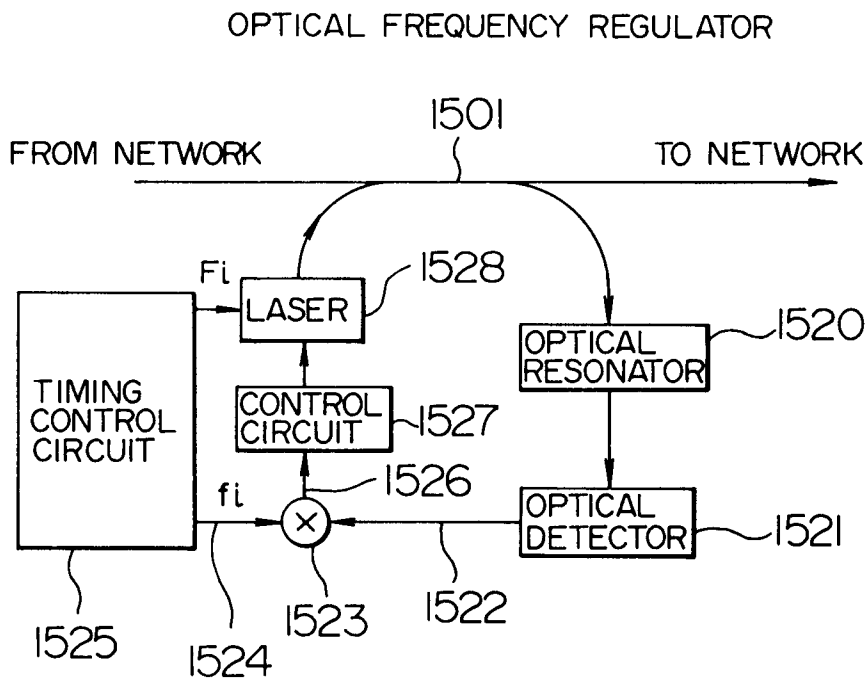 OPTICAL FREQUENCY REGULATOR
1501
FROM NETWORK
TO NETWORK
Fi
LASER
1528
OPTICAL
RESONATOR
1520
TIMING
CONTROL
CIRCUIT
CONTROL
CIRCUIT
1527
1526
fi
×
OPTICAL
DETECTOR
1521
1525
1524
1523
1522